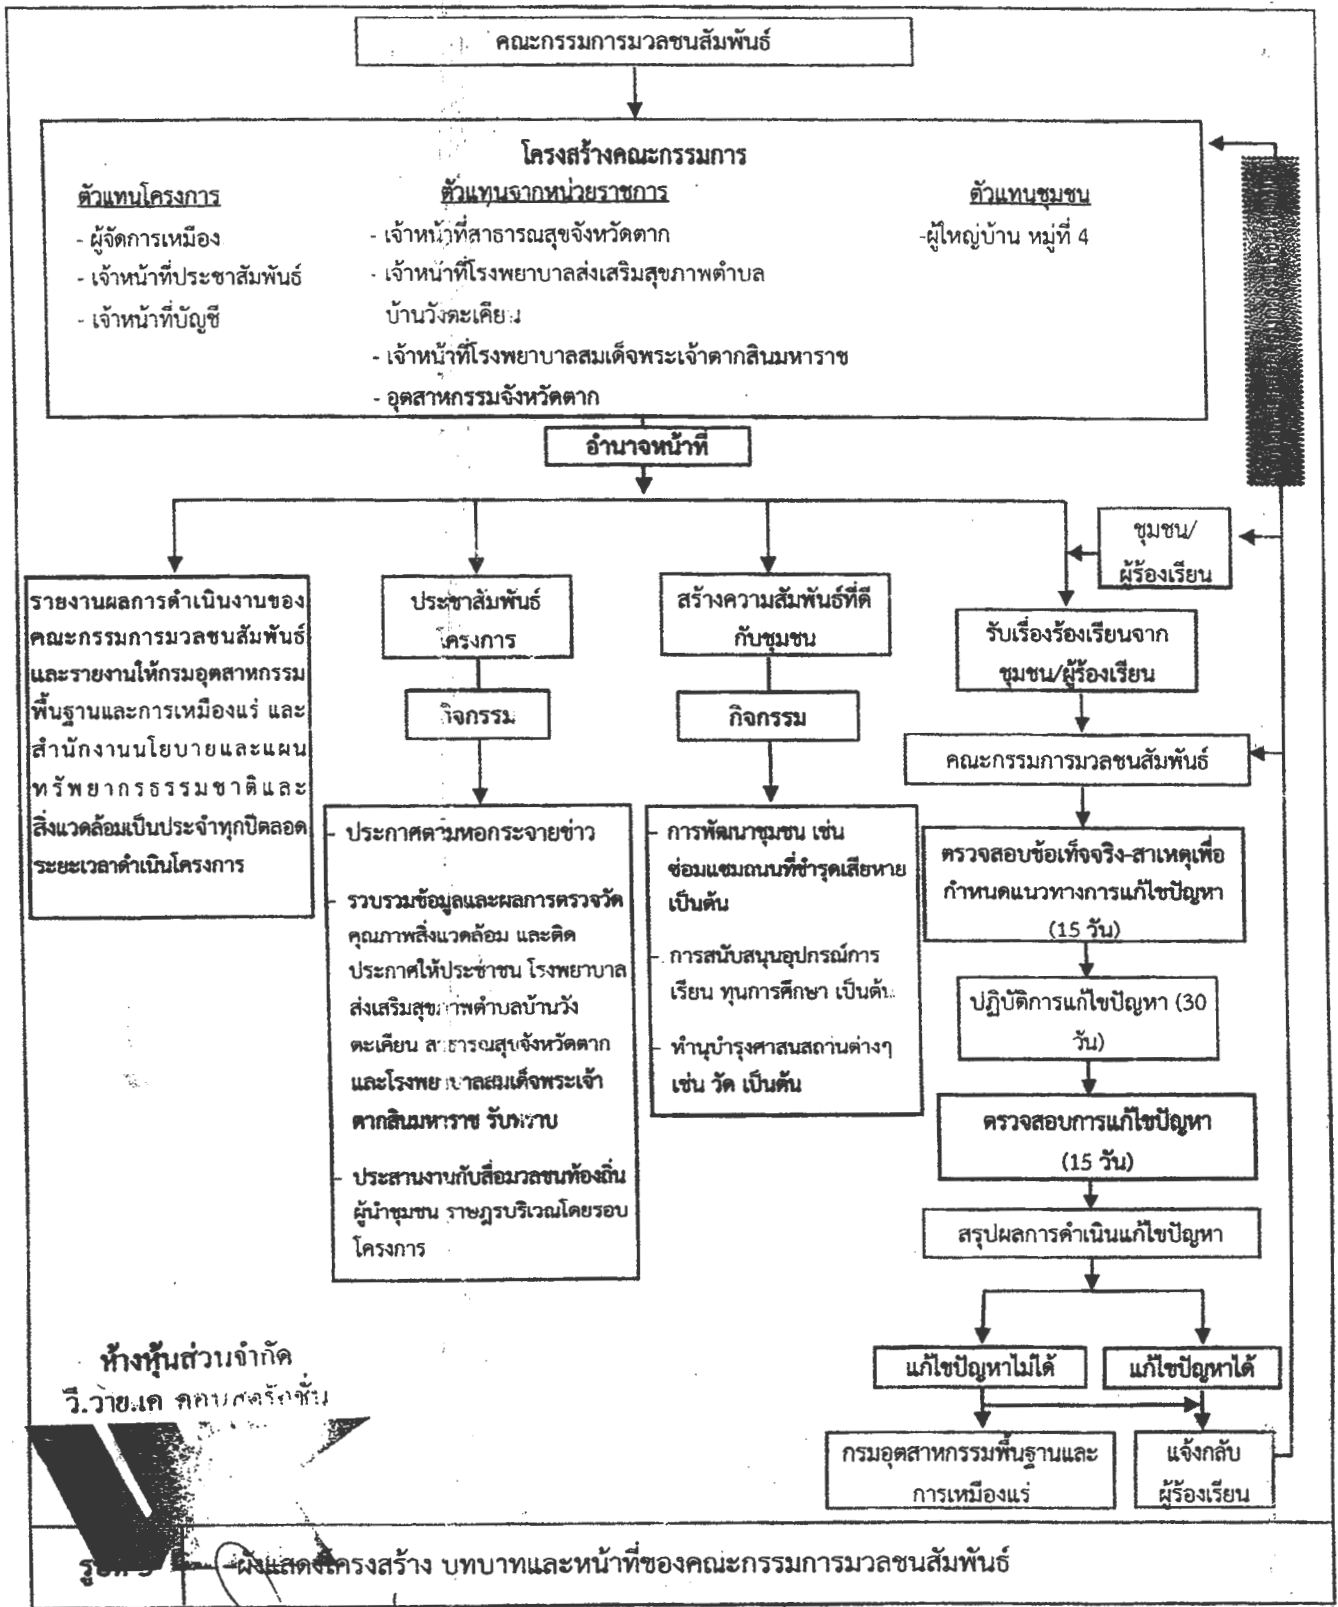 คณะกรรมการมวลชนสัมพันธ์
โครงสร้างคณะกรรมการ
ตัวแทนโครงการ
- ผู้จัดการเหมือง
- เจ้าหน้าที่ประชาสัมพันธ์
- เจ้าหน้าที่บัญชี
ตัวแทนจากหน่วยราชการ
- เจ้าหน้าที่สาธารณสุขจังหวัดตาก
- เจ้าหน้าที่โรงพยาบาลส่งเสริมสุขภาพตำบล
บ้านวังตะเคียน
- เจ้าหน้าที่โรงพยาบาลสมเด็จพระเจ้าตากสินมหาราช
- อุตสาหกรรมจังหวัดตาก
ตัวแทนชุมชน
-ผู้ใหญ่บ้าน หมู่ที่ 4
อำนาจหน้าที่
รายงานผลการดำเนินงานของ
คณะกรรมการมวลชนสัมพันธ์
และรายงานให้กรมอุตสาหกรรม
พื้นฐานและการเหมืองแร่ และ
สำนักงานนโยบายและแผน
ทรัพยากรธรรมชาติและ
สิ่งแวดล้อมเป็นประจำทุกปีตลอด
ระยะเวลาดำเนินโครงการ
ประชาสัมพันธ์
โครงการ
กิจกรรม
- ประกาศตามหอกระจายข่าว
- รวบรวมข้อมูลและผลการตรวจวัด
คุณภาพสิ่งแวดล้อม และติด
ประกาศให้ประชาชน โรงพยาบาล
ส่งเสริมสุขภาพตำบลบ้านวัง
ตะเคียน สาธารณสุขจังหวัดตาก
และโรงพยาบาลสมเด็จพระเจ้า
ตากสินมหาราช รับทราบ
- ประสานงานกับสื่อมวลชนท้องถิ่น
ผู้นำชุมชน ราษฎรบริเวณโดยรอบ
โครงการ
สร้างความสัมพันธ์ที่ดี
กับชุมชน
กิจกรรม
- การพัฒนาชุมชน เช่น
ซ่อมแซมถนนที่ชำรุดเสียหาย
เป็นต้น
- การสนับสนุนอุปกรณ์การ
เรียน ทุนการศึกษา เป็นต้น
- ทำนุบำรุงศาสนสถานต่างๆ
เช่น วัด เป็นต้น
ชุมชน/
ผู้ร้องเรียน
รับเรื่องร้องเรียนจาก
ชุมชน/ผู้ร้องเรียน
คณะกรรมการมวลชนสัมพันธ์
ตรวจสอบข้อเท็จจริง-สาเหตุเพื่อ
กำหนดแนวทางการแก้ไขปัญหา
(15 วัน)
ปฏิบัติการแก้ไขปัญหา (30
วัน)
ตรวจสอบการแก้ไขปัญหา
(15 วัน)
สรุปผลการดำเนินแก้ไขปัญหา
แก้ไขปัญหาไม่ได้
แก้ไขปัญหาได้
กรมอุตสาหกรรมพื้นฐานและ
การเหมืองแร่
แจ้งกลับ
ผู้ร้องเรียน
ห้างหุ้นส่วนจำกัด
วี.วาย.เค คอนสตรัคชั่น
ผังแสดงโครงสร้าง บทบาทและหน้าที่ของคณะกรรมการมวลชนสัมพันธ์